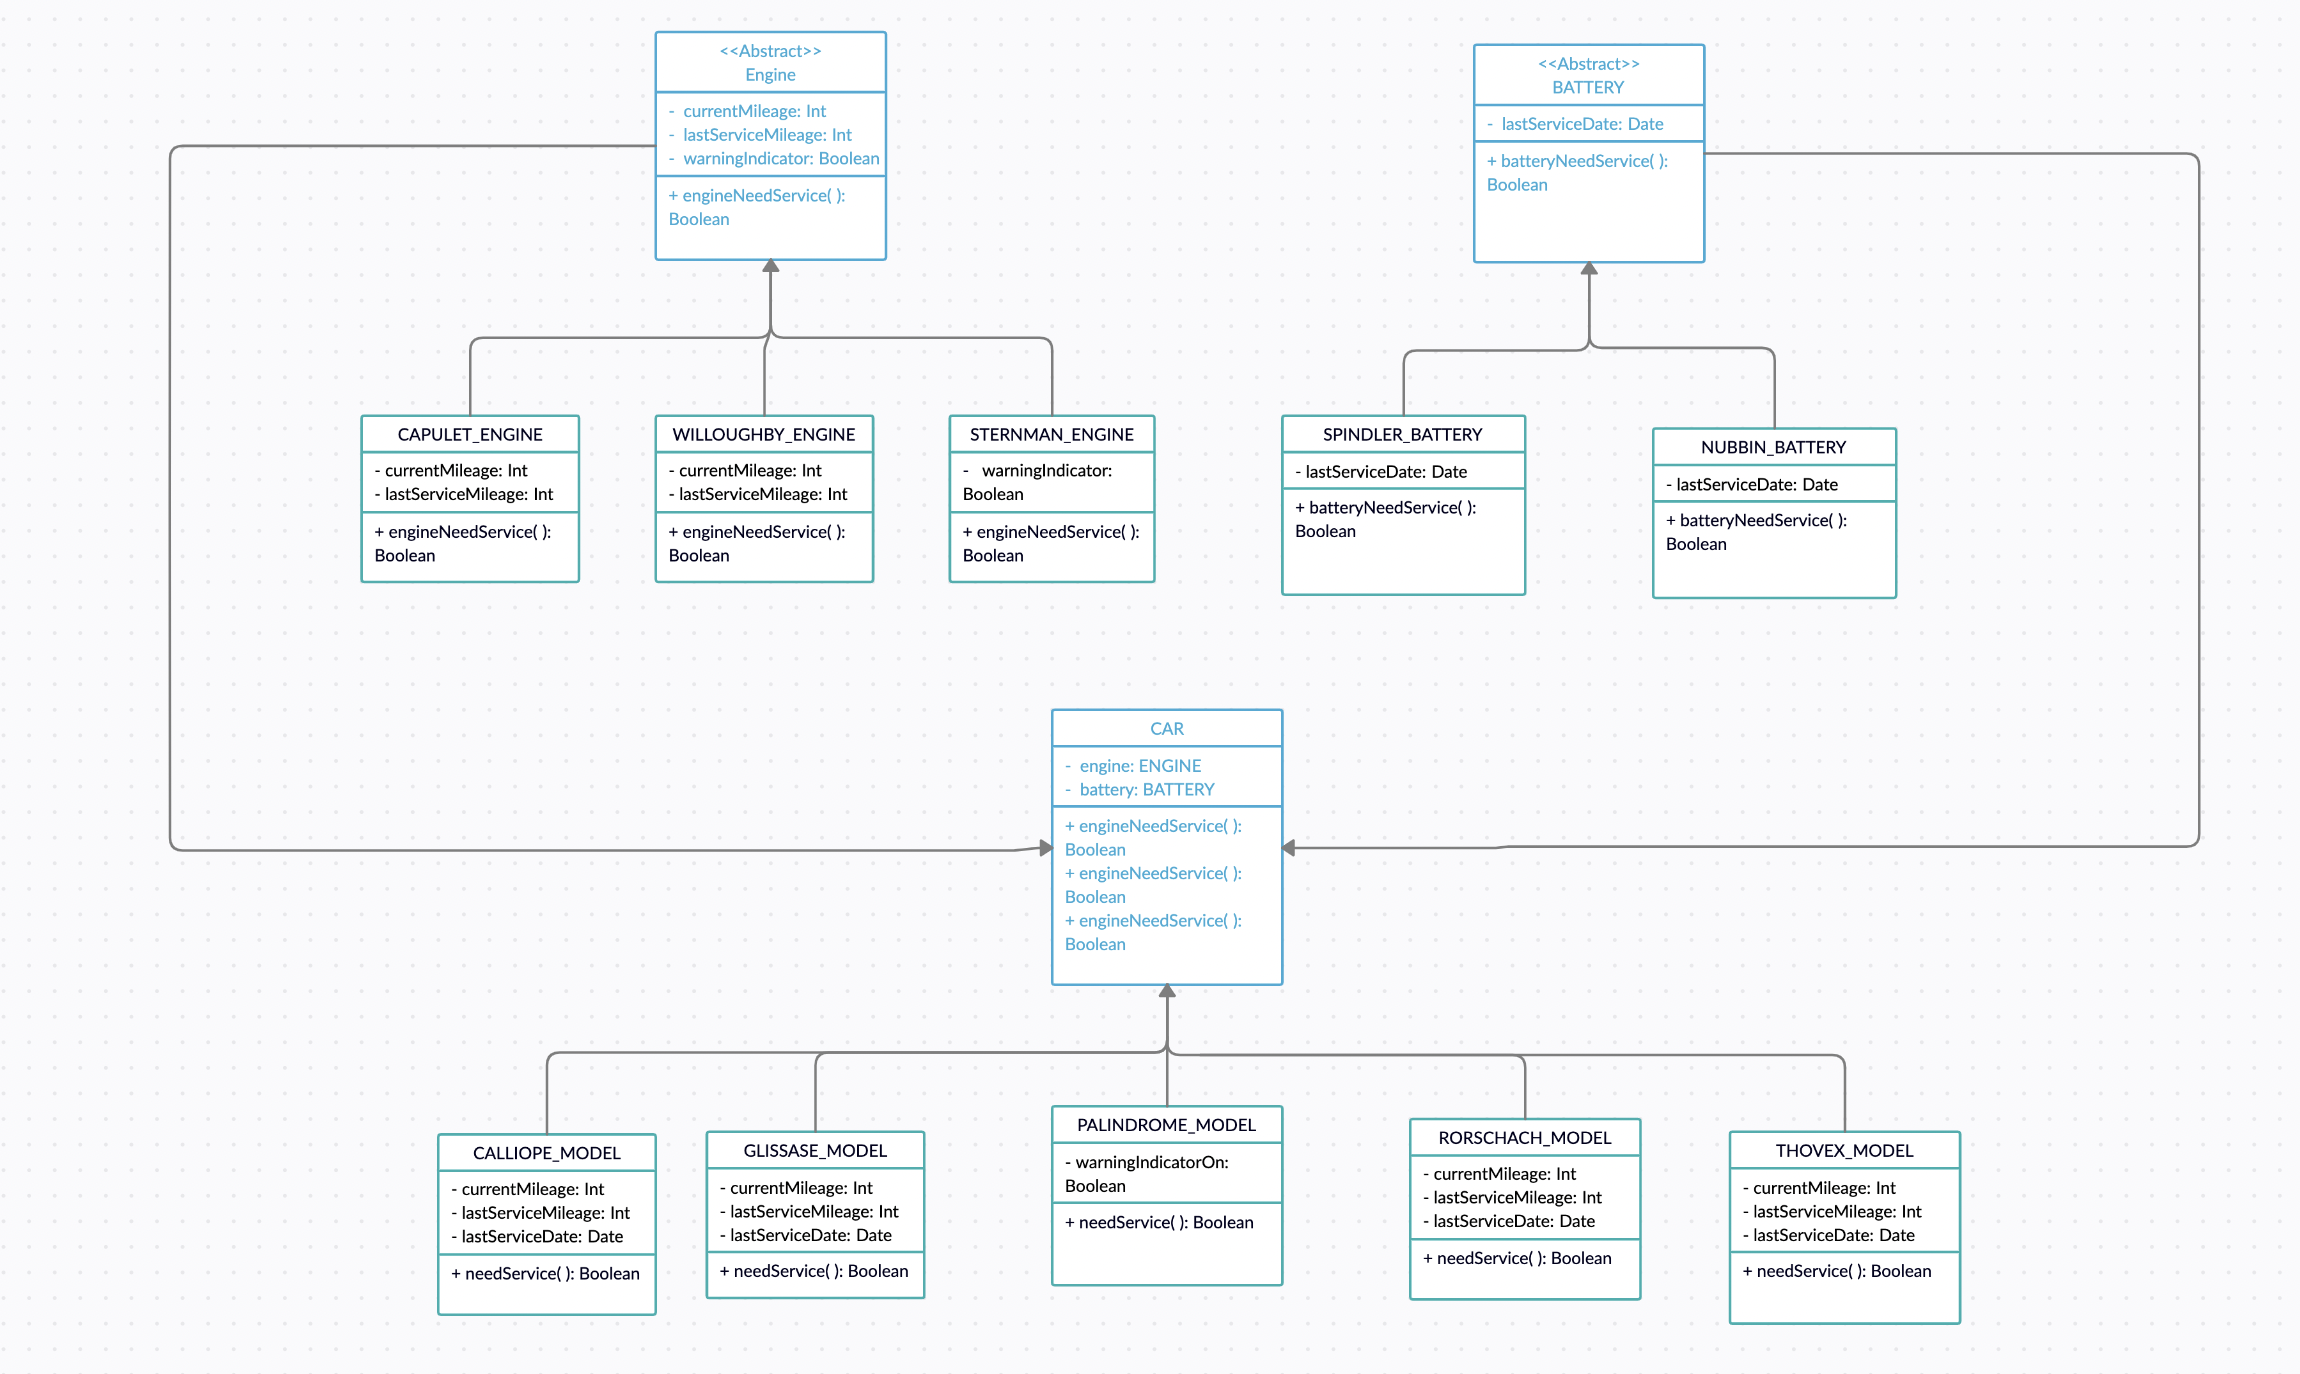 <<Abstract>>
Engine
- currentMileage: Int
- lastServiceMileage: Int
- warningIndicator: Boolean
+ engineNeedService( ):
Boolean
<<Abstract>>
BATTERY
- lastServiceDate: Date
+ batteryNeedService( ):
Boolean
CAPULET_ENGINE
- currentMileage: Int
- lastServiceMileage: Int
+ engineNeedService( ):
Boolean
WILLOUGHBY_ENGINE
- currentMileage: Int
- lastServiceMileage: Int
+ engineNeedService( ):
Boolean
STERNMAN_ENGINE
- warningIndicator:
Boolean
+ engineNeedService( ):
Boolean
SPINDLER_BATTERY
- lastServiceDate: Date
+ batteryNeedService( ):
Boolean
NUBBIN_BATTERY
- lastServiceDate: Date
+ batteryNeedService( ):
Boolean
CAR
- engine: ENGINE
- battery: BATTERY
+ engineNeedService( ):
Boolean
+ engineNeedService( ):
Boolean
+ engineNeedService( ):
Boolean
CALLIOPE_MODEL
- currentMileage: Int
- lastServiceMileage: Int
- lastServiceDate: Date
+ needService( ): Boolean
GLISSASE_MODEL
- currentMileage: Int
- lastServiceMileage: Int
- lastServiceDate: Date
+ needService( ): Boolean
PALINDROME_MODEL
- warningIndicatorOn:
Boolean
+ needService( ): Boolean
RORSCHACH_MODEL
- currentMileage: Int
- lastServiceMileage: Int
- lastServiceDate: Date
+ needService( ): Boolean
THOVEX_MODEL
- currentMileage: Int
- lastServiceMileage: Int
- lastServiceDate: Date
+ needService( ): Boolean